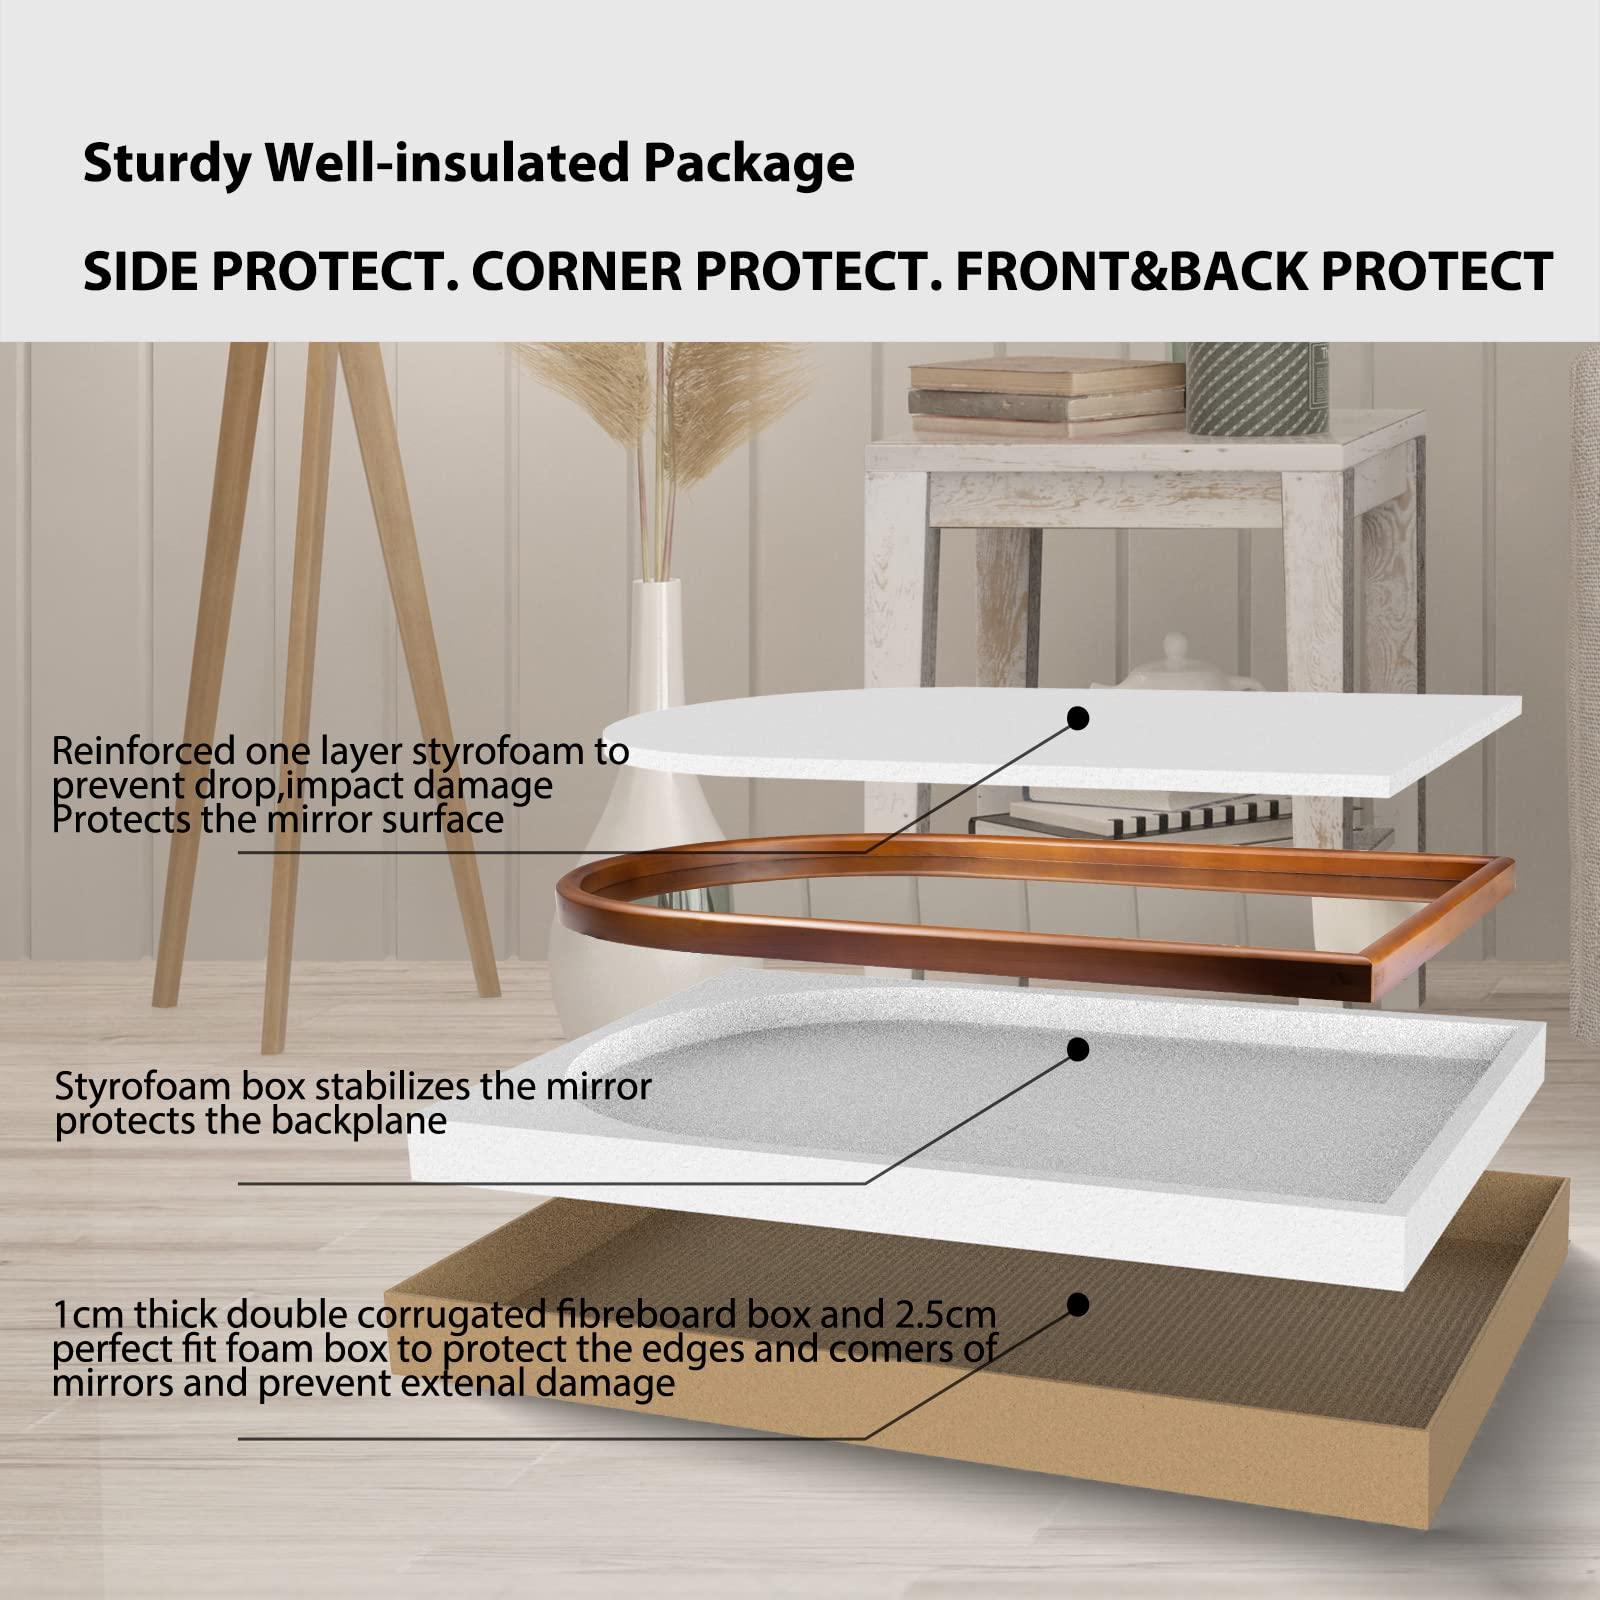 Sturdy Well-insulated Package
SIDE PROTECT. CORNER PROTECT. FRONT&BACK PROTECT
Reinforced one layer styrofoam to
prevent drop,impact damage
Protects the mirror surface
Styrofoam box stabilizes the mirror
protects the backplane
1cm thick double corrugated fibreboard box and 2.5cm
perfect fit foam box to protect the edges and comers of
mirrors and prevent extenal damage